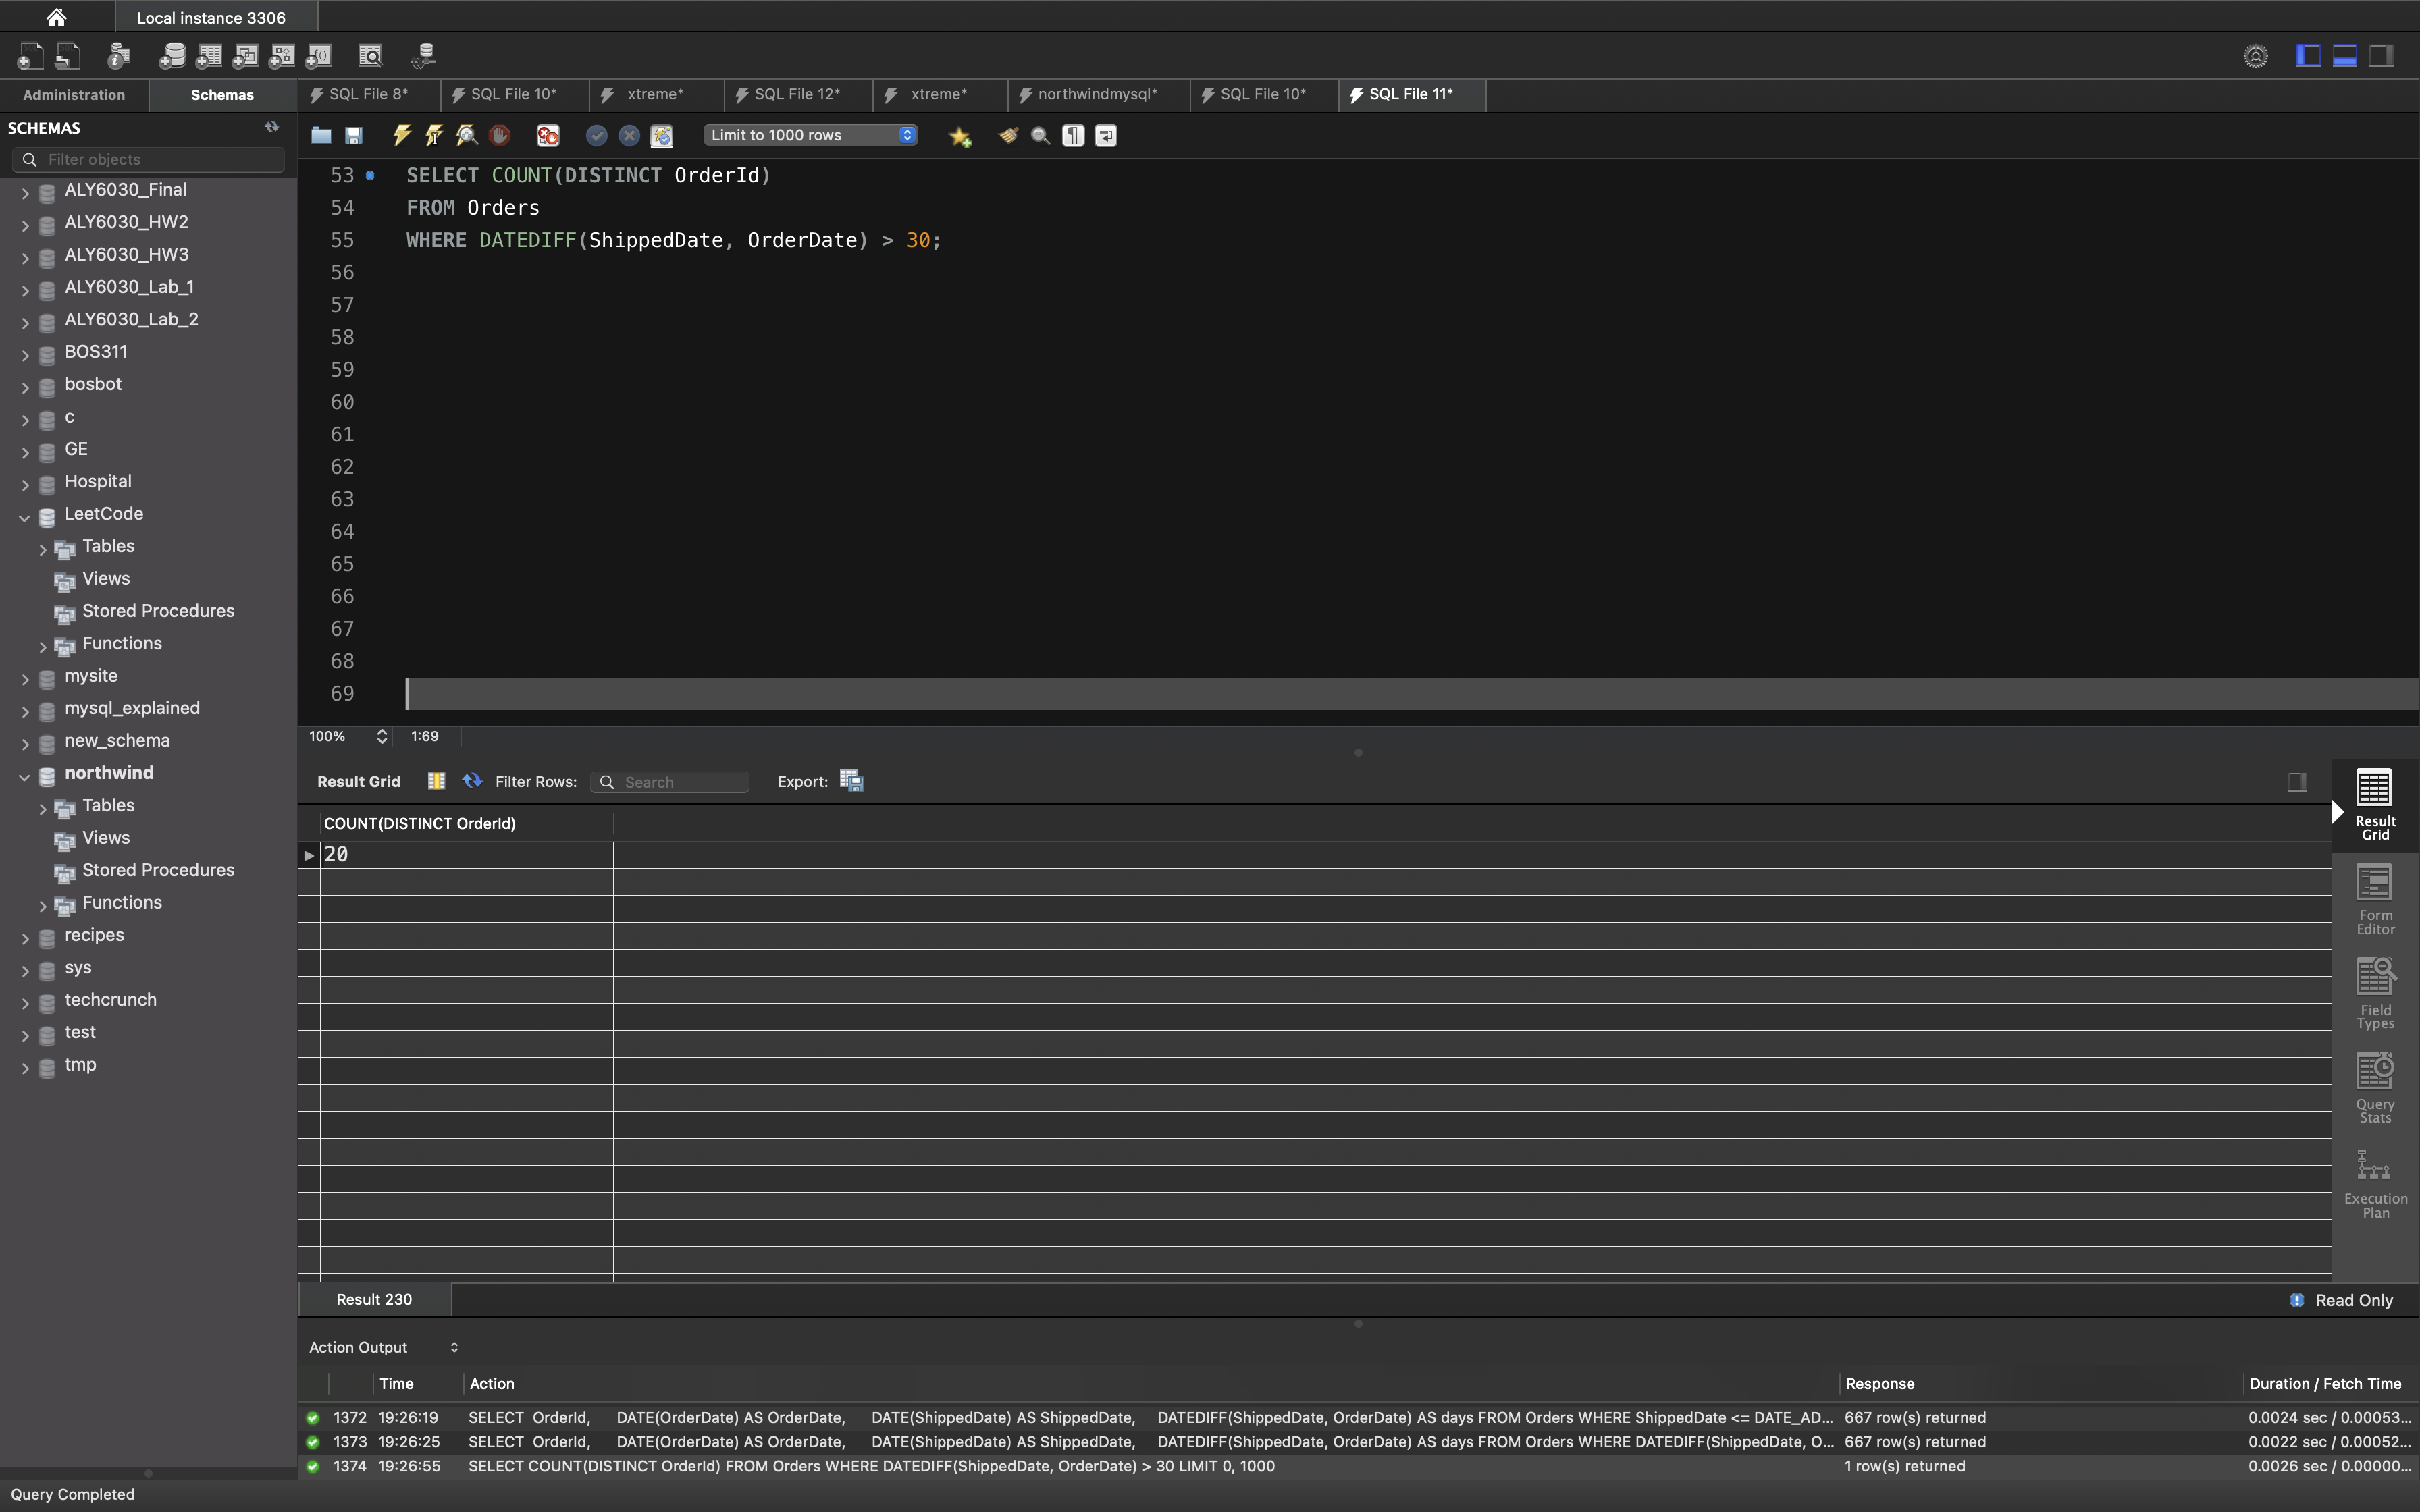 Local instance 3306
Administration Schemas SQL File 8* SQL File 10* xtreme* SQL File 12* xtreme* northwindmysql* SQL File 10* SQL File 11*
SCHEMAS
Filter objects
ALY6030_Final
ALY6030_HW2
ALY6030_HW3
ALY6030_Lab_1
ALY6030_Lab_2
BOS311
bosbot
c
GE
Hospital
LeetCode
Tables
Views
Stored Procedures
Functions
mysite
mysql_explained
new_schema
northwind
Tables
Views
Stored Procedures
Functions
recipes
sys
techcrunch
test
tmp
Limit to 1000 rows
53 SELECT COUNT(DISTINCT OrderId)
54 FROM Orders
55 WHERE DATEDIFF(ShippedDate, OrderDate) > 30;
56
57
58
59
60
61
62
63
64
65
66
67
68
69
100% 1:69
Result Grid Filter Rows: Search Export:
COUNT(DISTINCT OrderId)
20
Result
Grid
Form
Editor
Field
Types
Query
Stats
Execution
Plan
Result 230 Read Only
Action Output
Time Action Response Duration / Fetch Time
1372 19:26:19 SELECT OrderId, DATE(OrderDate) AS OrderDate, DATE(ShippedDate) AS ShippedDate, DATEDIFF(ShippedDate, OrderDate) AS days FROM Orders WHERE ShippedDate <= DATE_AD... 667 row(s) returned 0.0024 sec / 0.00053...
1373 19:26:25 SELECT OrderId, DATE(OrderDate) AS OrderDate, DATE(ShippedDate) AS ShippedDate, DATEDIFF(ShippedDate, OrderDate) AS days FROM Orders WHERE DATEDIFF(ShippedDate, O... 667 row(s) returned 0.0022 sec / 0.00052...
1374 19:26:55 SELECT COUNT(DISTINCT OrderId) FROM Orders WHERE DATEDIFF(ShippedDate, OrderDate) > 30 LIMIT 0, 1000 1 row(s) returned 0.0026 sec / 0.00000...
Query Completed